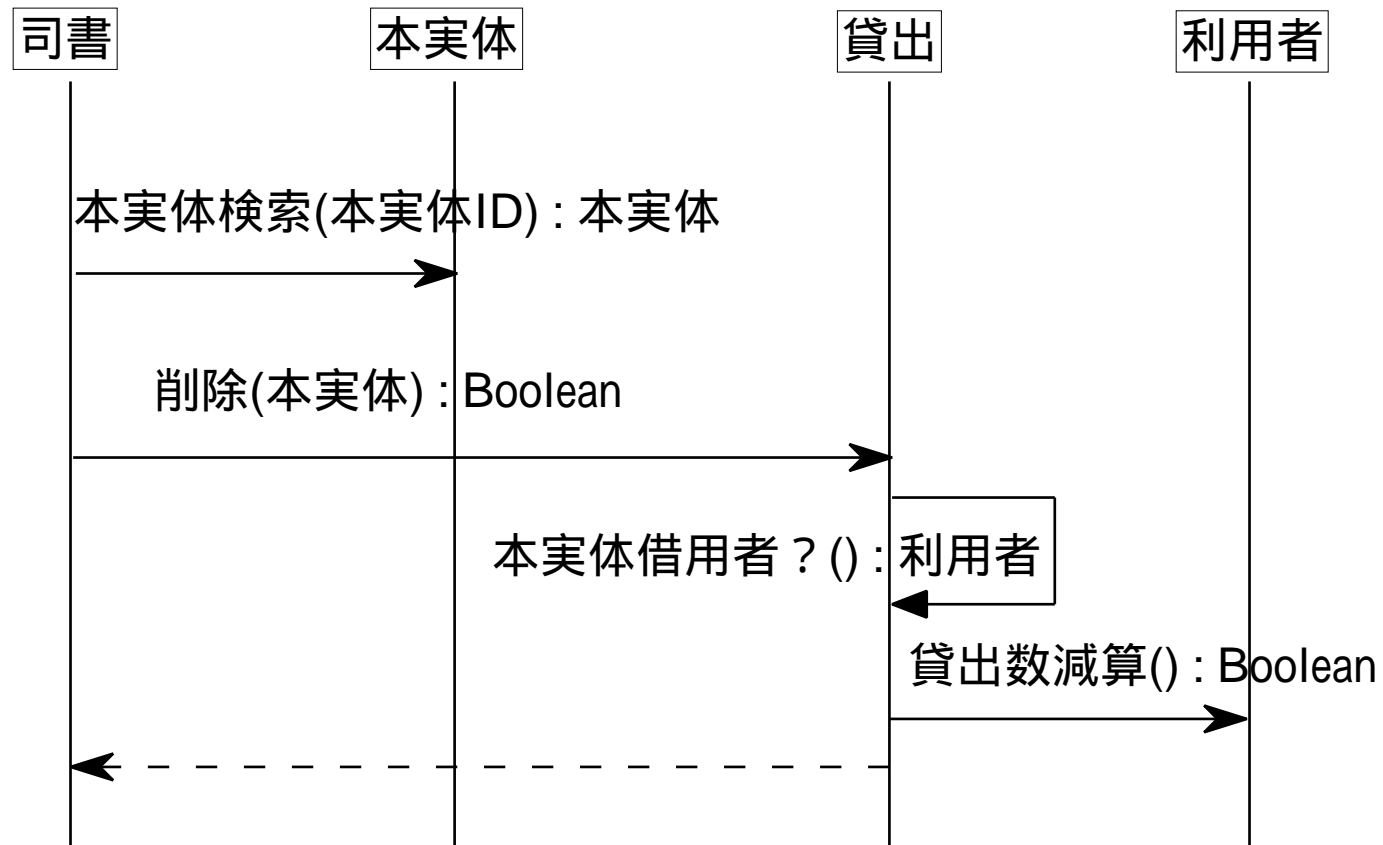 司書
本実体
貸出
利用者
本実体検索(本実体ID) : 本実体
削除(本実体) : Boolean
本実体借用者？() : 利用者
貸出数減算() : Boolean